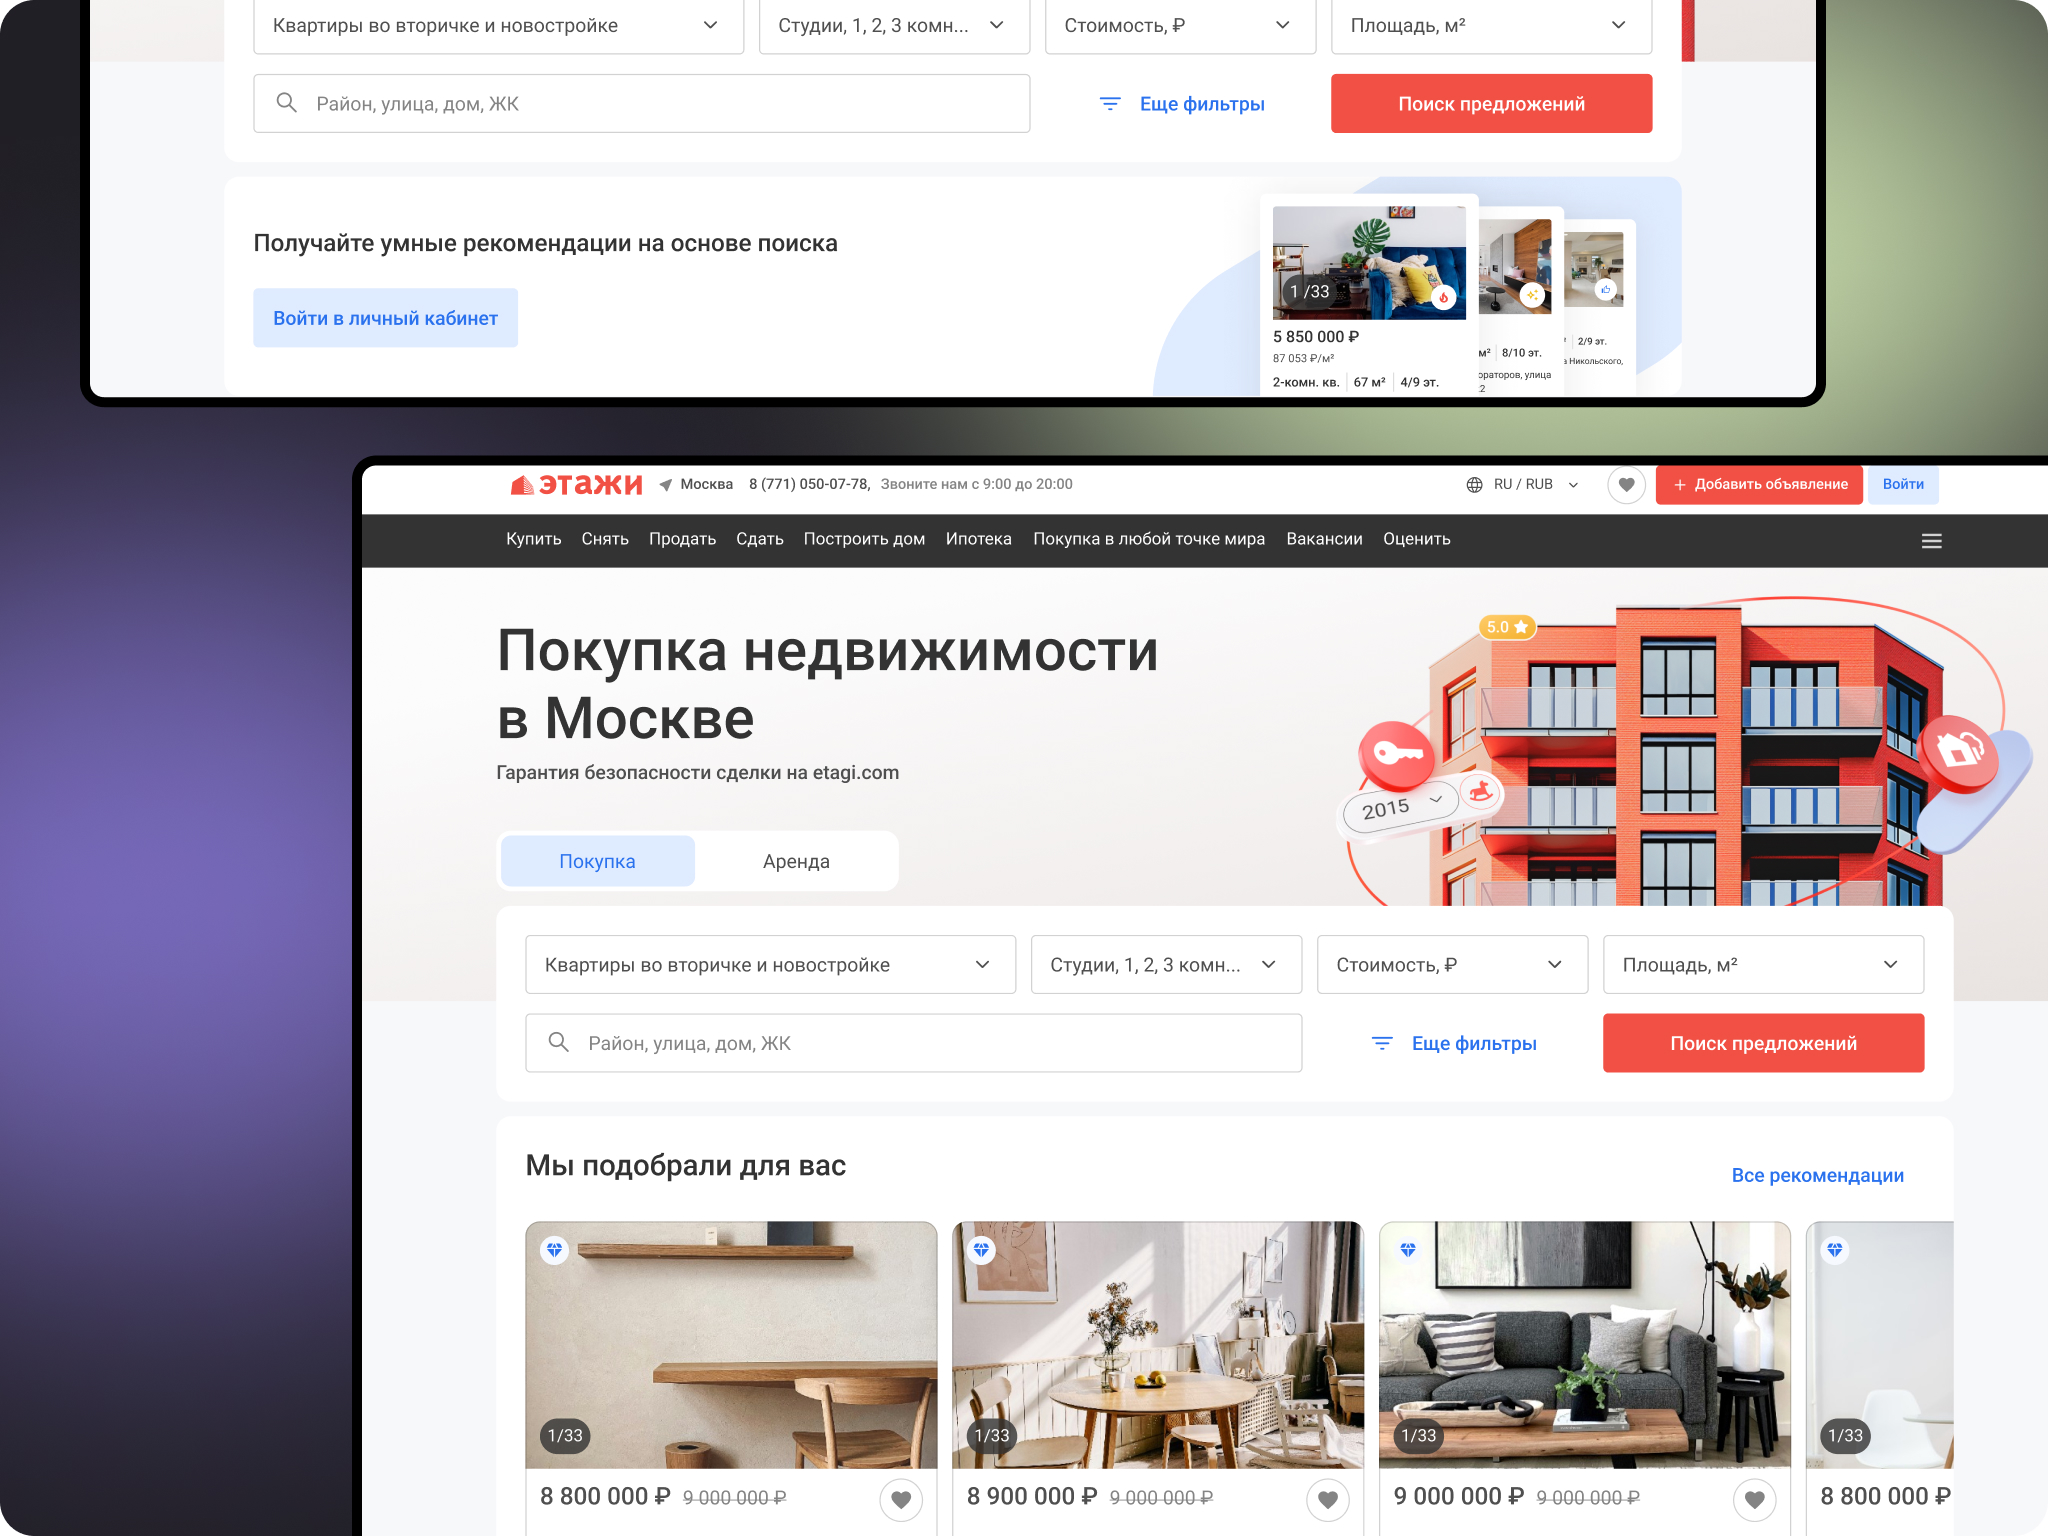 Квартиры во вторичке и новостройке
Студии, 1, 2, 3 комн...
Стоимость, ₽
Площадь, м²
Район, улица, дом, ЖК
Еще фильтры
Поиск предложений
Получайте умные рекомендации на основе поиска
Войти в личный кабинет
1 /33
5 850 000 ₽
87 053 ₽/м²
2-комн. кв. 67 м² 4/9 эт.
м² 8/10 эт.
ораторов, улица
2/9 эт.
Никольского,
этажи
Москва 8 (771) 050-07-78, Звоните нам с 9:00 до 20:00
RU / RUB
+ Добавить объявление
Войти
Купить Снять Продать Сдать Построить дом Ипотека Покупка в любой точке мира Вакансии Оценить
Покупка недвижимости
в Москве
Гарантия безопасности сделки на etagi.com
5.0
2015
Покупка
Аренда
Квартиры во вторичке и новостройке
Студии, 1, 2, 3 комн...
Стоимость, ₽
Площадь, м²
Район, улица, дом, ЖК
Еще фильтры
Поиск предложений
Мы подобрали для вас
Все рекомендации
1/33
1/33
1/33
1/33
8 800 000 ₽ 9 000 000 ₽
8 900 000 ₽ 9 000 000 ₽
9 000 000 ₽ 9 000 000 ₽
8 800 000 ₽